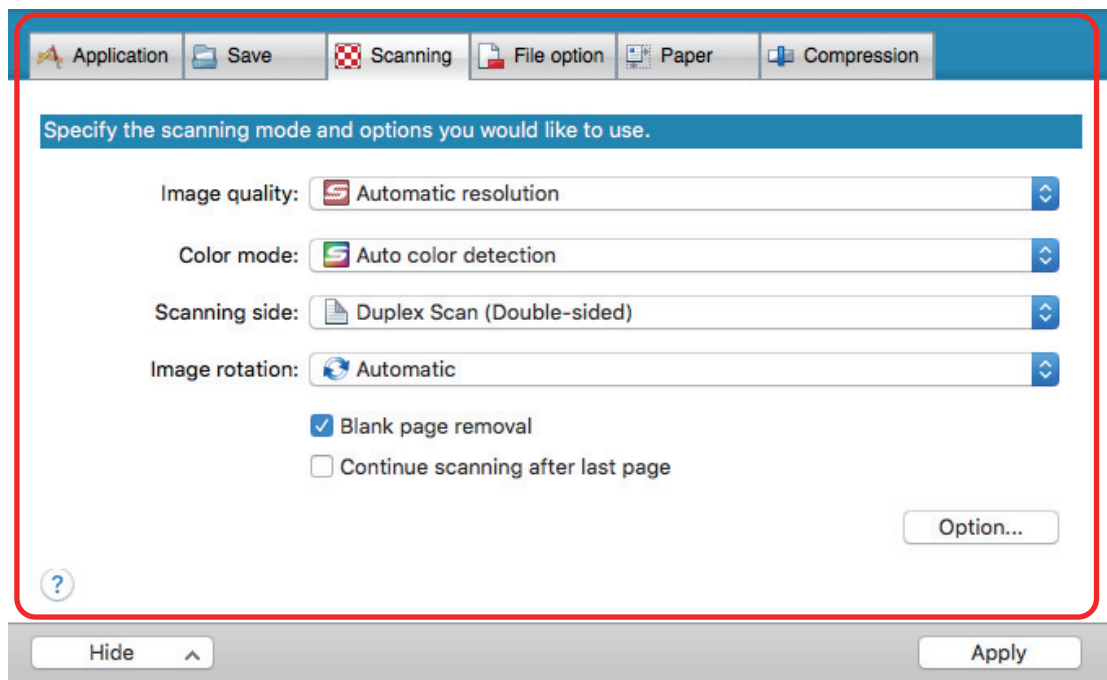 Application Save Scanning File option Paper Compression
Specify the scanning mode and options you would like to use.
Image quality: Automatic resolution
Color mode: Auto color detection
Scanning side: Duplex Scan (Double-sided)
Image rotation: Automatic
Blank page removal
Continue scanning after last page
Option...
?
Hide Apply